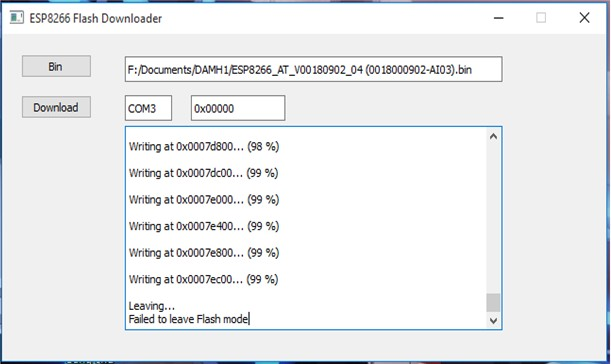 ESP8266 Flash Downloader
Bin
F:/Documents/DAMH1/ESP8266_AT_V00180902_04 (0018000902-AI03).bin
Download
COM3
0x00000
Writing at 0x0007d800... (98 %)
Writing at 0x0007dc00... (99 %)
Writing at 0x0007e000... (99 %)
Writing at 0x0007e400... (99 %)
Writing at 0x0007e800... (99 %)
Writing at 0x0007ec00... (99 %)
Leaving...
Failed to leave Flash mode